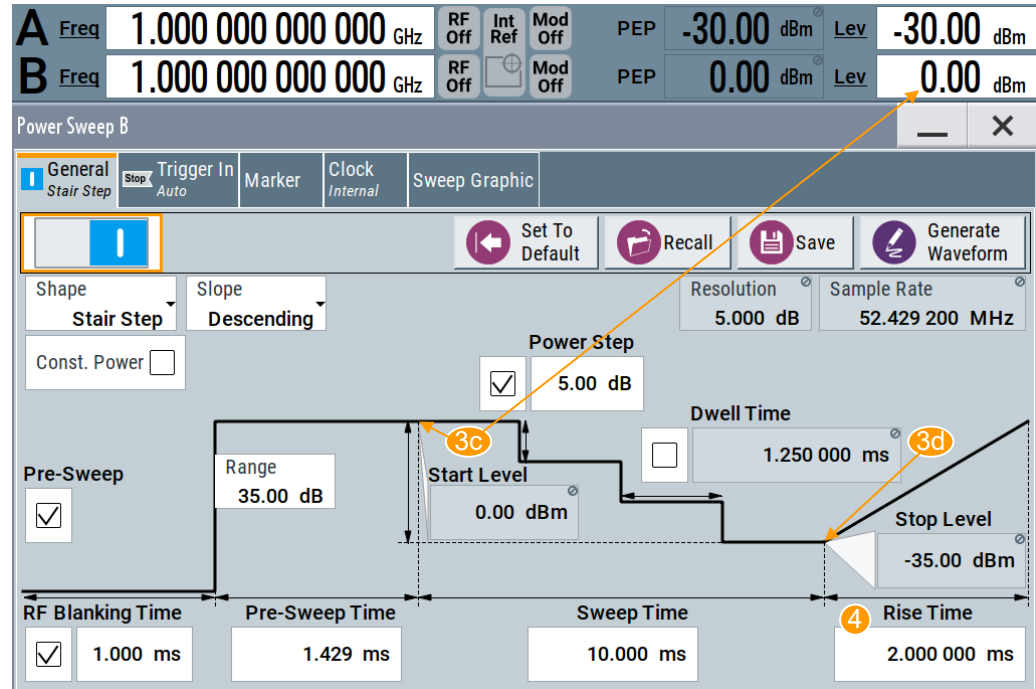 A Freq 1.000 000 000 000 GHz RF Off Int Ref Mod Off PEP -30.00 dBm Lev -30.00 dBm
B Freq 1.000 000 000 000 GHz RF Off Mod Off PEP 0.00 dBm Lev 0.00 dBm
Power Sweep B
General Stair Step
Stop Trigger In Auto
Marker
Clock Internal
Sweep Graphic
Set To Default
Recall
Save
Generate Waveform
Shape
Stair Step
Slope
Descending
Resolution
5.000 dB
Sample Rate
52.429 200 MHz
Const. Power
Power Step
5.00 dB
Dwell Time
1.250 000 ms
3c
3d
Pre-Sweep
Range
35.00 dB
Start Level
0.00 dBm
Stop Level
-35.00 dBm
RF Blanking Time
1.000 ms
Pre-Sweep Time
1.429 ms
Sweep Time
10.000 ms
4
Rise Time
2.000 000 ms